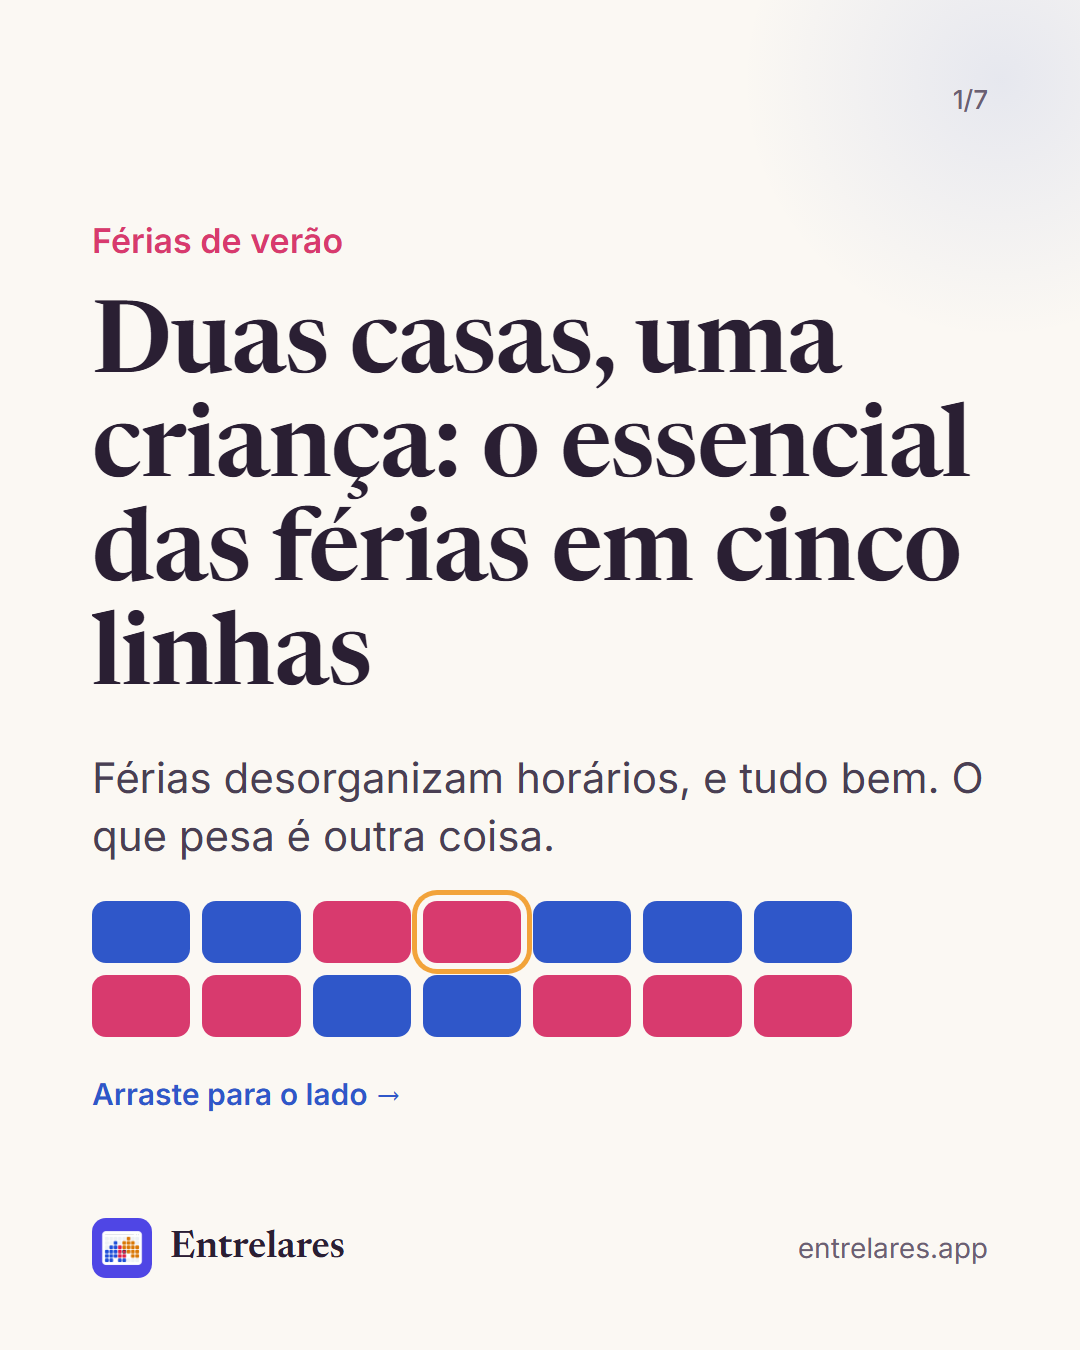 1/7
Férias de verão
Duas casas, uma
criança: o essencial
das férias em cinco
linhas
Férias desorganizam horários, e tudo bem. O
que pesa é outra coisa.
Arraste para o lado →
Entrelares
entrelares.app